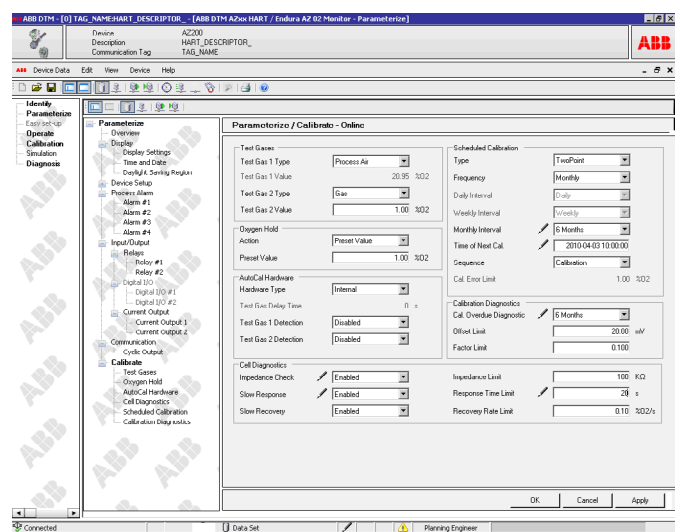 ABB DTM - [0] TAG_NAME:HART_DESCRIPTOR_ - [ABB DTM AZxx HART / Endura AZ 02 Monitor - Parameterize]
Device AZ200
Description HART_DESCRIPTOR_
Communication Tag TAG_NAME
ABB
ABB Device Data Edit View Device Help
Identify
Parameterize
Easy set-up
Operate
Calibration
Simulation
Diagnosis
Parameterize
Overview
Display
Display Settings
Time and Date
Daylight Saving Region
Device Setup
Process Alarm
Alarm #1
Alarm #2
Alarm #3
Alarm #4
Input/Output
Relays
Relay #1
Relay #2
Digital I/O
Digital I/O #1
Digital I/O #2
Current Output
Current Output 1
Current Output 2
Communication
Cyclic Output
Calibrate
Test Gases
Oxygen Hold
AutoCal Hardware
Cell Diagnostics
Scheduled Calibration
Calibration Diagnostics
Parameterize / Calibrate - Online
Test Gases
Test Gas 1 Type Process Air
Test Gas 1 Value 20.95 %O2
Test Gas 2 Type Gas
Test Gas 2 Value 1.00 %O2
Oxygen Hold
Action Preset Value
Preset Value 1.00 %O2
AutoCal Hardware
Hardware Type Internal
Test Gas Delay Time 0 s
Test Gas 1 Detection Disabled
Test Gas 2 Detection Disabled
Scheduled Calibration
Type TwoPoint
Frequency Monthly
Daily Interval Daily
Weekly Interval Weekly
Monthly Interval 6 Months
Time of Next Cal. 2010-04-03 10:00:00
Sequence Calibration
Cal. Error Limit 1.00 %O2
Calibration Diagnostics
Cal. Overdue Diagnostic 6 Months
Offset Limit 20.00 mV
Factor Limit 0.100
Cell Diagnostics
Impedance Check Enabled Impedance Limit 100 KΩ
Slow Response Enabled Response Time Limit 20 s
Slow Recovery Enabled Recovery Rate Limit 0.10 %O2/s
OK Cancel Apply
Connected Data Set Planning Engineer